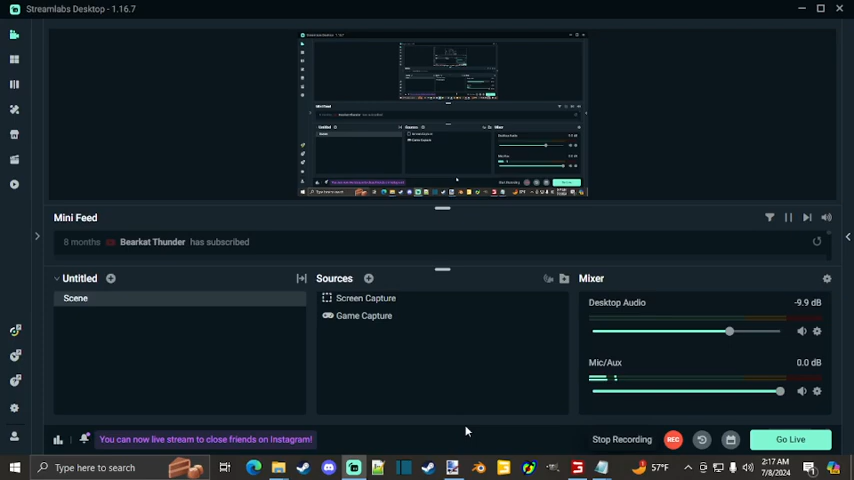 Streamlabs Desktop - 1.16.7
Mini Feed
8 months Bearkat Thunder has subscribed
Untitled
Sources
Mixer
Scene
Screen Capture
Game Capture
Desktop Audio -9.9 dB
Mic/Aux 0.0 dB
You can now live stream to close friends on Instagram!
Stop Recording REC Go Live
Type here to search
57°F
2:17 AM
7/8/2024